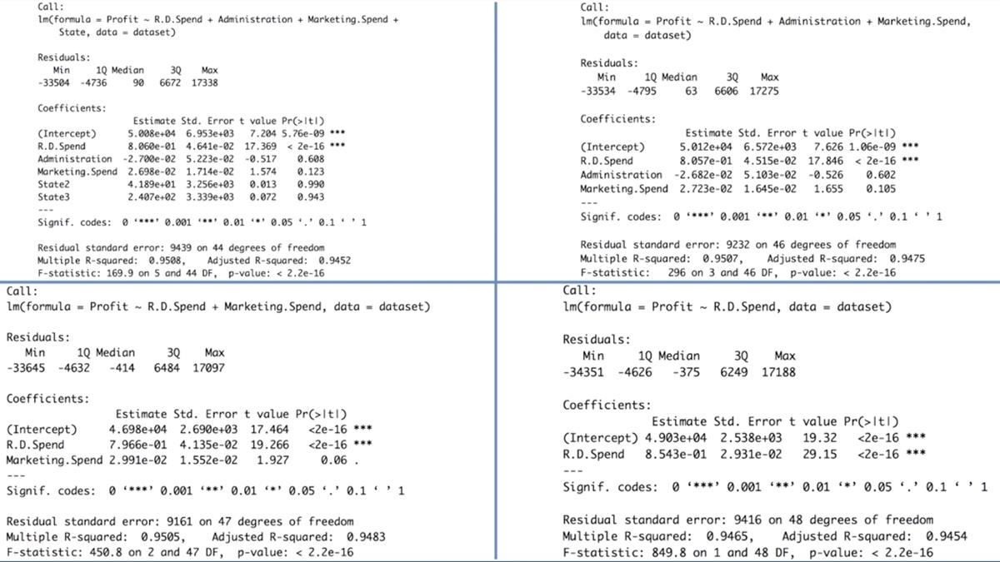 Call:
lm(formula = Profit ~ R.D.Spend + Administration + Marketing.Spend +
    State, data = dataset)
Residuals:
   Min     1Q Median     3Q    Max
-33504  -4736     90   6672  17338
Coefficients:
                Estimate Std. Error t value Pr(>|t|)
(Intercept)     5.008e+04  6.953e+03   7.204 5.76e-09 ***
R.D.Spend       8.060e-01  4.641e-02  17.369  < 2e-16 ***
Administration -2.700e-02  5.223e-02  -0.517    0.608
Marketing.Spend 2.698e-02  1.714e-02   1.574    0.123
State2          4.189e+01  3.256e+03   0.013    0.990
State3          2.407e+02  3.339e+03   0.072    0.943
---
Signif. codes:  0 ‘***’ 0.001 ‘**’ 0.01 ‘*’ 0.05 ‘.’ 0.1 ‘ ’ 1
Residual standard error: 9439 on 44 degrees of freedom
Multiple R-squared:  0.9508,    Adjusted R-squared:  0.9452
F-statistic: 169.9 on 5 and 44 DF,  p-value: < 2.2e-16
Call:
lm(formula = Profit ~ R.D.Spend + Administration + Marketing.Spend,
    data = dataset)
Residuals:
   Min     1Q Median     3Q    Max
-33534  -4795     63   6606  17275
Coefficients:
                Estimate Std. Error t value Pr(>|t|)
(Intercept)     5.012e+04  6.572e+03   7.626 1.06e-09 ***
R.D.Spend       8.057e-01  4.515e-02  17.846  < 2e-16 ***
Administration -2.682e-02  5.103e-02  -0.526    0.602
Marketing.Spend 2.723e-02  1.645e-02   1.655    0.105
---
Signif. codes:  0 ‘***’ 0.001 ‘**’ 0.01 ‘*’ 0.05 ‘.’ 0.1 ‘ ’ 1
Residual standard error: 9232 on 46 degrees of freedom
Multiple R-squared:  0.9507,    Adjusted R-squared:  0.9475
F-statistic:   296 on 3 and 46 DF,  p-value: < 2.2e-16
Call:
lm(formula = Profit ~ R.D.Spend + Marketing.Spend, data = dataset)
Residuals:
   Min     1Q Median     3Q    Max
-33645  -4632   -414   6484  17097
Coefficients:
                Estimate Std. Error t value Pr(>|t|)
(Intercept)     4.698e+04  2.690e+03  17.464   <2e-16 ***
R.D.Spend       7.966e-01  4.135e-02  19.266   <2e-16 ***
Marketing.Spend 2.991e-02  1.552e-02   1.927     0.06 .
---
Signif. codes:  0 ‘***’ 0.001 ‘**’ 0.01 ‘*’ 0.05 ‘.’ 0.1 ‘ ’ 1
Residual standard error: 9161 on 47 degrees of freedom
Multiple R-squared:  0.9505,    Adjusted R-squared:  0.9483
F-statistic: 450.8 on 2 and 47 DF,  p-value: < 2.2e-16
Call:
lm(formula = Profit ~ R.D.Spend, data = dataset)
Residuals:
   Min     1Q Median     3Q    Max
-34351  -4626   -375   6249  17188
Coefficients:
             Estimate Std. Error t value Pr(>|t|)
(Intercept) 4.903e+04  2.538e+03   19.32   <2e-16 ***
R.D.Spend   8.543e-01  2.931e-02   29.15   <2e-16 ***
---
Signif. codes:  0 ‘***’ 0.001 ‘**’ 0.01 ‘*’ 0.05 ‘.’ 0.1 ‘ ’ 1
Residual standard error: 9416 on 48 degrees of freedom
Multiple R-squared:  0.9465,    Adjusted R-squared:  0.9454
F-statistic: 849.8 on 1 and 48 DF,  p-value: < 2.2e-16